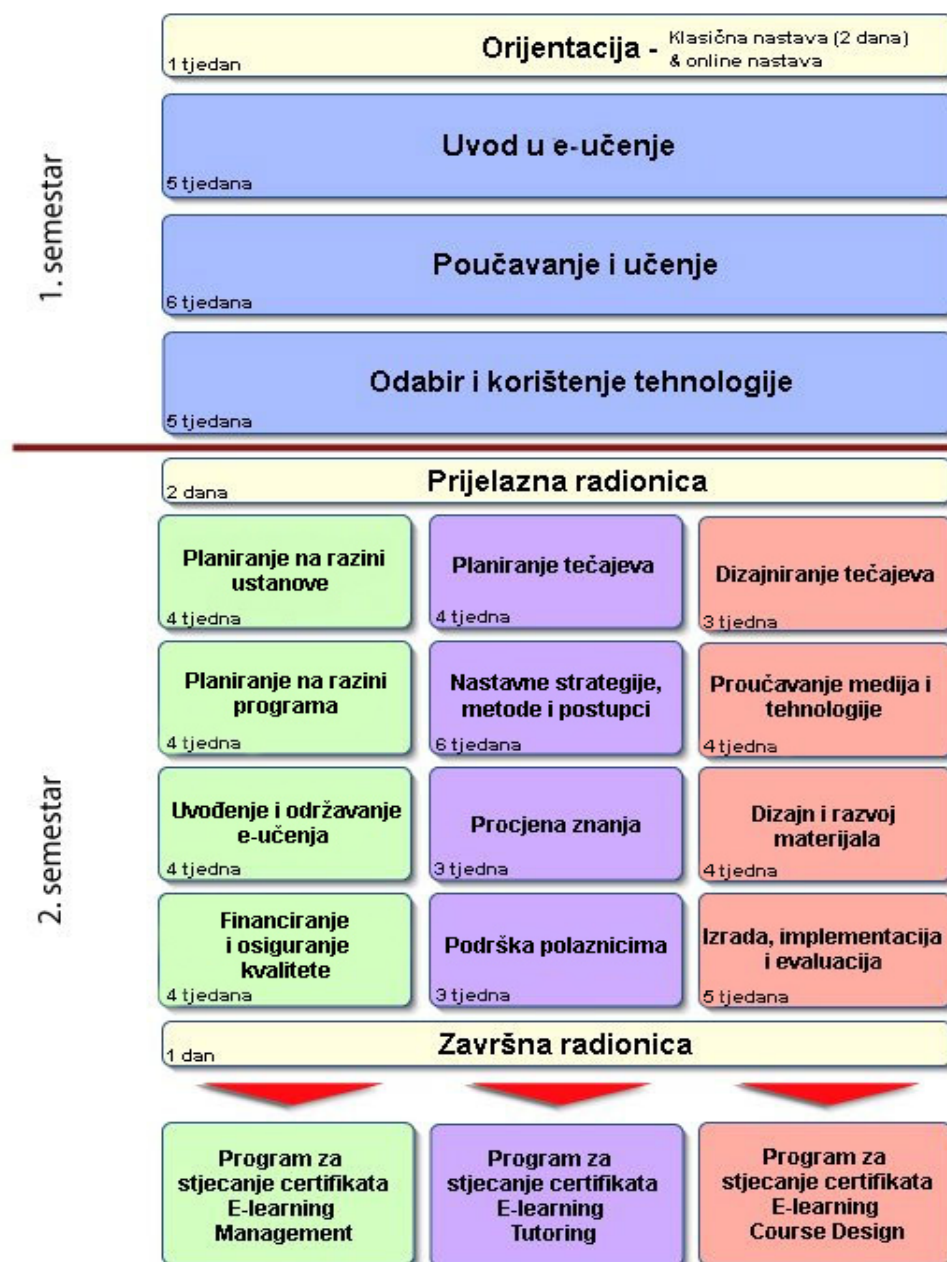 1. semestar
Orijentacija - Klasična nastava (2 dana)
& online nastava
1 tjedan
Uvod u e-učenje
5 tjedana
Poučavanje i učenje
6 tjedana
Odabir i korištenje tehnologije
5 tjedana
2. semestar
Prijelazna radionica
2 dana
Planiranje na razini
ustanove
4 tjedna
Planiranje tečajeva
4 tjedna
Dizajniranje tečajeva
3 tjedna
Planiranje na razini
programa
4 tjedna
Nastavne strategije,
metode i postupci
6 tjedana
Proučavanje medija i
tehnologije
4 tjedna
Uvođenje i održavanje
e-učenja
4 tjedna
Procjena znanja
3 tjedna
Dizajn i razvoj
materijala
4 tjedna
Financiranje
i osiguranje
kvalitete
4 tjedana
Podrška polaznicima
3 tjedna
Izrada, implementacija
i evaluacija
5 tjedana
Završna radionica
1 dan
Program za
stjecanje certifikata
E-learning
Management
Program za
stjecanje certifikata
E-learning
Tutoring
Program za
stjecanje certifikata
E-learning
Course Design